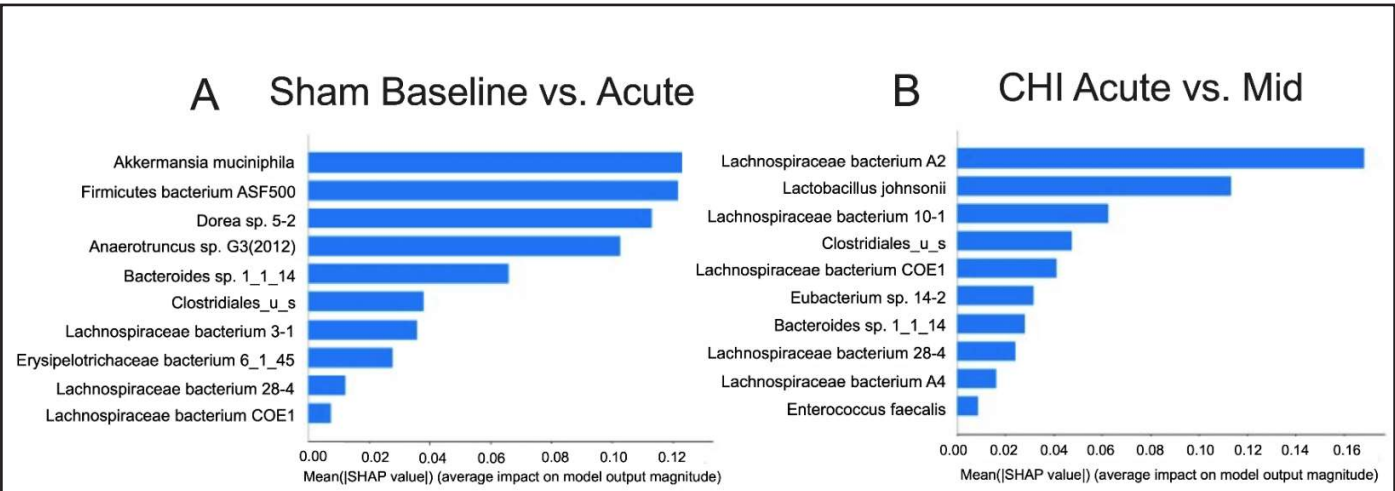 A Sham Baseline vs. Acute
Akkermansia muciniphila
Firmicutes bacterium ASF500
Dorea sp. 5-2
Anaerotruncus sp. G3(2012)
Bacteroides sp. 1_1_14
Clostridiales_u_s
Lachnospiraceae bacterium 3-1
Erysipelotrichaceae bacterium 6_1_45
Lachnospiraceae bacterium 28-4
Lachnospiraceae bacterium COE1
0.00 0.02 0.04 0.06 0.08 0.10 0.12
Mean(|SHAP value|) (average impact on model output magnitude)
B CHI Acute vs. Mid
Lachnospiraceae bacterium A2
Lactobacillus johnsonii
Lachnospiraceae bacterium 10-1
Clostridiales_u_s
Lachnospiraceae bacterium COE1
Eubacterium sp. 14-2
Bacteroides sp. 1_1_14
Lachnospiraceae bacterium 28-4
Lachnospiraceae bacterium A4
Enterococcus faecalis
0.00 0.02 0.04 0.06 0.08 0.10 0.12 0.14 0.16
Mean(|SHAP value|) (average impact on model output magnitude)